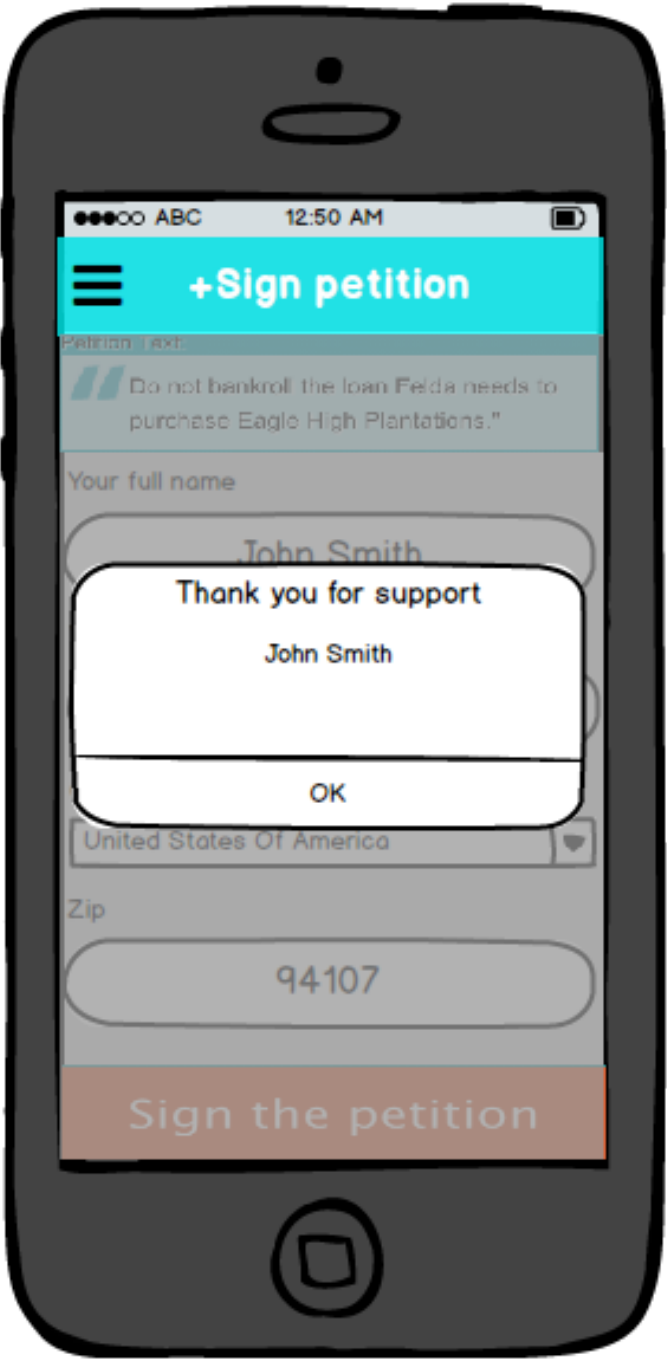 ABC 12:50 AM
+Sign petition
Petition Text:
Do not bankroll the loan Felda needs to
purchase Eagle High Plantations."
Your full name
John Smith
Thank you for support
John Smith
OK
United States Of America
Zip
94107
Sign the petition